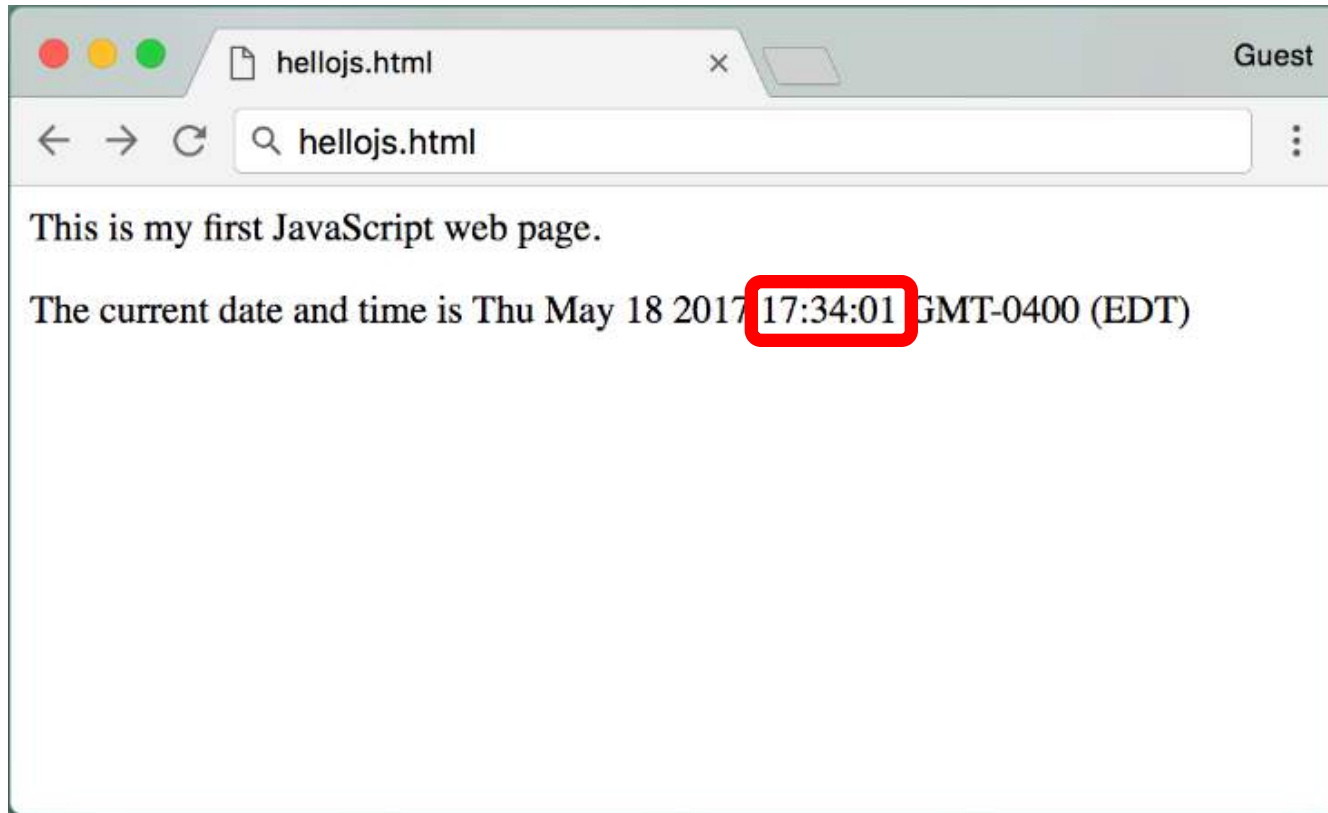 hellojs.html
Guest
hellojs.html
This is my first JavaScript web page.
The current date and time is Thu May 18 2017 17:34:01 GMT-0400 (EDT)